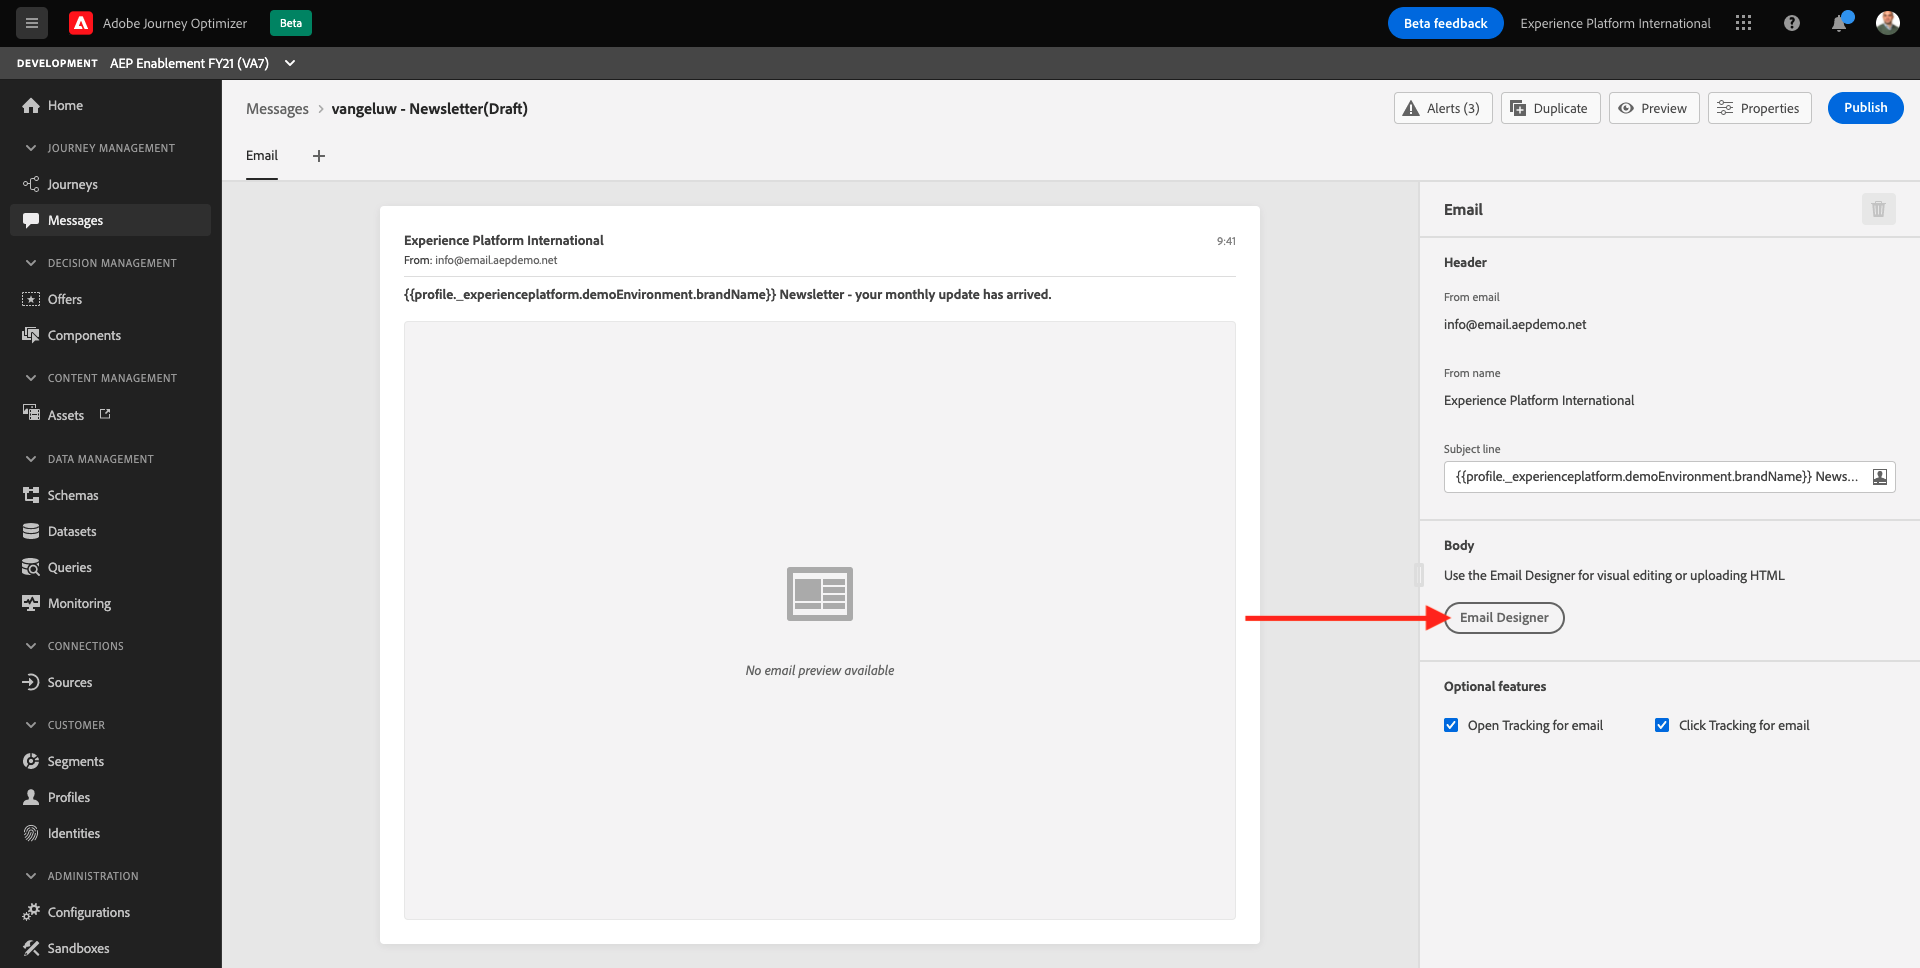 Adobe Journey Optimizer
Beta
Beta feedback
Experience Platform International
DEVELOPMENT AEP Enablement FY21 (VA7)
Home
JOURNEY MANAGEMENT
Journeys
Messages
DECISION MANAGEMENT
Offers
Components
CONTENT MANAGEMENT
Assets
DATA MANAGEMENT
Schemas
Datasets
Queries
Monitoring
CONNECTIONS
Sources
CUSTOMER
Segments
Profiles
Identities
ADMINISTRATION
Configurations
Sandboxes
Messages > vangeluw - Newsletter(Draft)
Alerts (3)
Duplicate
Preview
Properties
Publish
Email
Experience Platform International
9:41
From: info@email.aepdemo.net
{{profile._experienceplatform.demoEnvironment.brandName}} Newsletter - your monthly update has arrived.
No email preview available
Email
Header
From email
info@email.aepdemo.net
From name
Experience Platform International
Subject line
{{profile._experienceplatform.demoEnvironment.brandName}} News...
Body
Use the Email Designer for visual editing or uploading HTML
Email Designer
Optional features
Open Tracking for email
Click Tracking for email